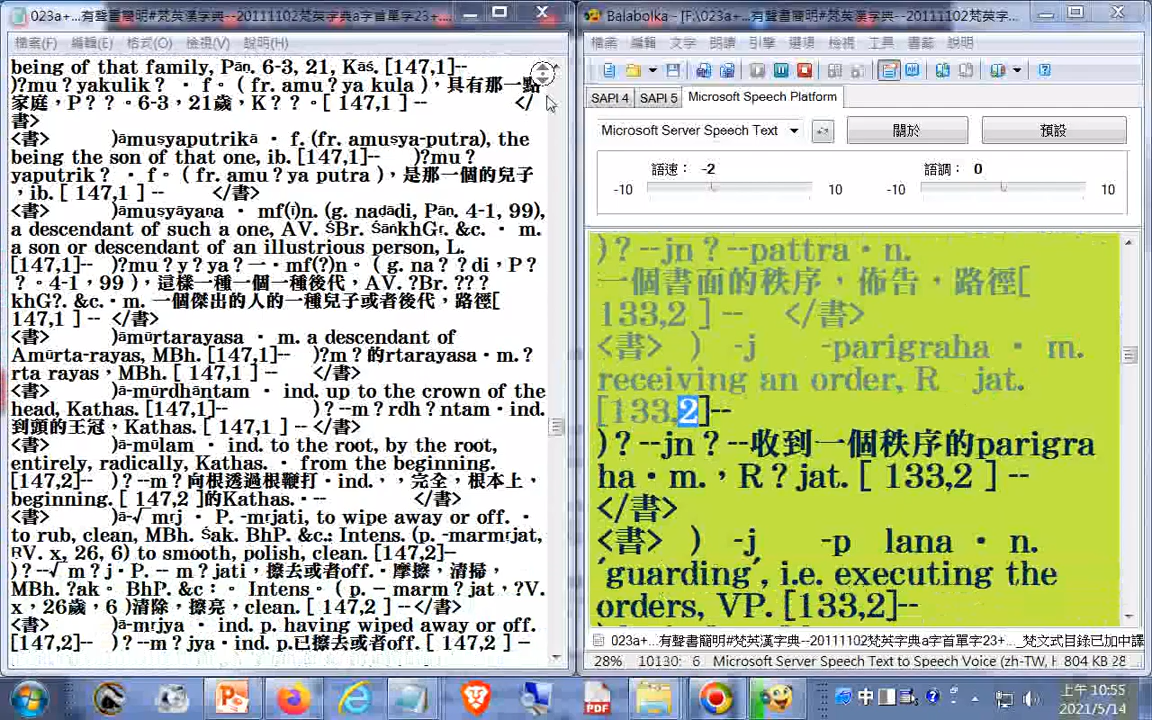 023a+...有聲書簡明#梵英漢字典--20111102梵英字典a字首單字23+...
檔案(F) 編輯(E) 格式(O) 檢視(V) 說明(H)
being of that family, Pāṇ. 6-3, 21, Kāś. [147,1]--
)?mu?yakulik? · f。( fr. amu?ya kula )，具有那一點
家庭，P??。6-3，21歲，K??。[ 147,1 ] -- </
書>
<書> )āmuṣyaputrikā · f. (fr. amuṣya-putra), the
being the son of that one, ib. [147,1]-- )?mu?
yaputrik? · f。( fr. amu?ya putra )，是那一個的兒子
，ib. [ 147,1 ] -- </書>
<書> )āmuṣyāyaṇa · mf(ī)n. (g. naḍādi, Pāṇ. 4-1, 99),
a descendant of such a one, AV. ŚBr. ŚāṅkhGṛ. &c. · m.
a son or descendant of an illustrious person, L.
[147,1]-- )?mu?y?ya?一·mf(?)n。( g. na??di，P?
?。4-1，99 )，這樣一種一個一種後代，AV. ?Br. ???
khG?. &c.·m. 一個傑出的人的一種兒子或者後代，路徑[
147,1 ] -- </書>
<書> )āmūrtarayasa · m. a descendant of
Amūrta-rayas, MBh. [147,1]-- )?m?的rtarayasa·m.?
rta rayas，MBh. [ 147,1 ] -- </書>
<書> )ā-mūrdhāntam · ind. up to the crown of the
head, Kathas. [147,1]-- )?--m?rdh?ntam·ind.
到頭的王冠，Kathas. [ 147,1 ] -- </書>
<書> )ā-mūlam · ind. to the root, by the root,
entirely, radically, Kathas. · from the beginning.
[147,2]-- )?--m?向根透過根鞭打·ind.，，完全，根本上，
beginning. [ 147,2 ]的Kathas.·-- </書>
<書> )ā-√mṛj · P. -mṛjati, to wipe away or off. ·
to rub, clean, MBh. Śak. BhP. &c.: Intens. (p. -marmṛjat,
ṚV. x, 26, 6) to smooth, polish, clean. [147,2]--
)?--√m?j·P. -- m?jati，擦去或者off.·摩擦，清掃，
MBh. ?ak。BhP. &c：。Intens。( p. – marm?jat，?V.
x，26歲，6 )清除，擦亮，clean. [ 147,2 ] --</書>
<書> )ā-mṛjya · ind. p. having wiped away or off.
[147,2]-- )?--m?jya·ind. p.已擦去或者off. [ 147,2 ] --
Balabolka - [F:\023a+...有聲書簡明#梵英漢字典--20111102梵英字...
檔案 編輯 文字 朗讀 引擎 選項 檢視 工具 書籤 說明
SAPI 4 SAPI 5 Microsoft Speech Platform
Microsoft Server Speech Text 關於 預設
語速： -2 語調： 0
-10 10 -10 10
)?--jn?--pattra·n.
一個書面的秩序，佈告，路徑[
133,2 ] -- </書>
<書> ) -j -parigraha · m.
receiving an order, R jat.
[133,2]--
)?--jn?--收到一個秩序的parigra
ha·m.，R?jat. [ 133,2 ] --
</書>
<書> ) -j -p lana · n.
'guarding', i.e. executing the
orders, VP. [133,2]--
023a+...有聲書簡明#梵英漢字典--20111102梵英字典a字首單字23+..._梵文式目錄已加中譯
28% 10130: 6 Microsoft Server Speech Text to Speech Voice (zh-TW, 804 KB 28
中 上午 10:55
2021/5/14